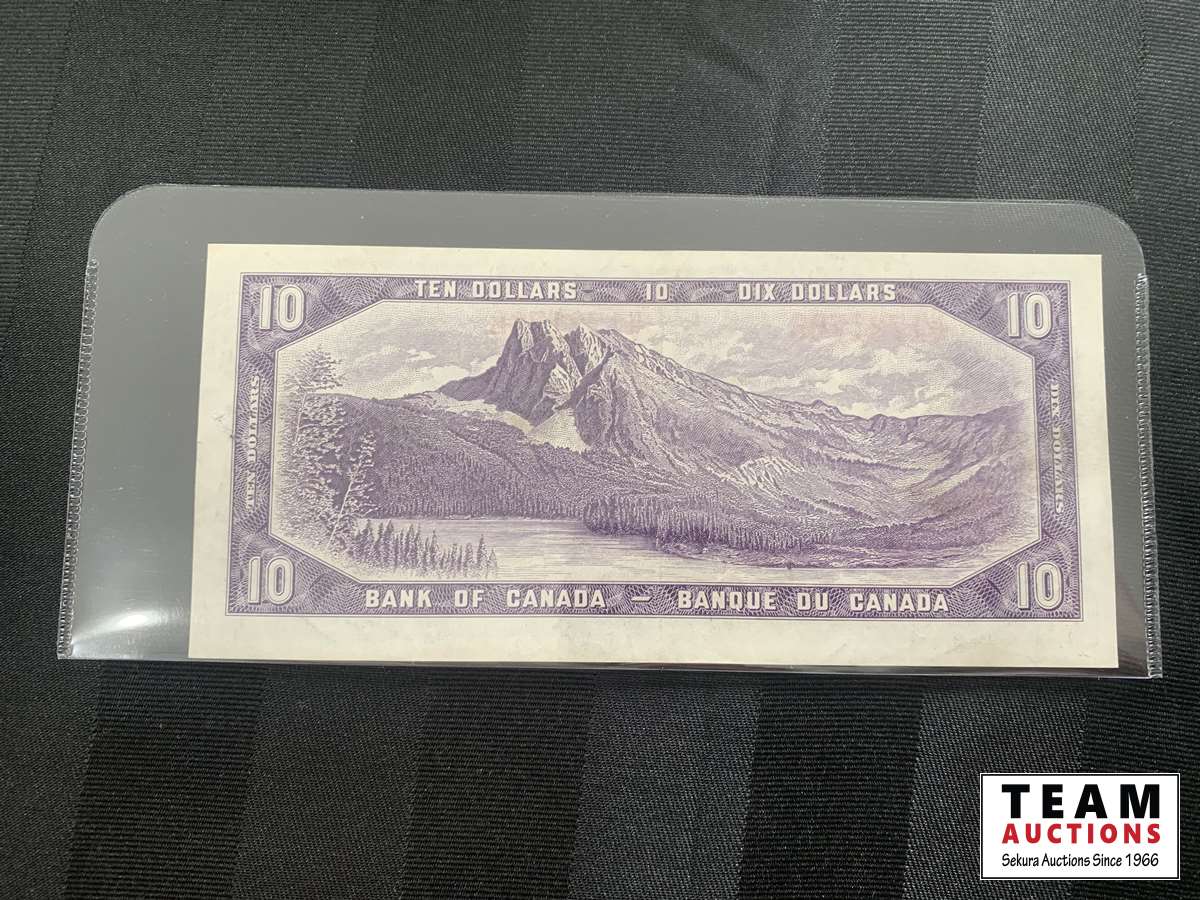 TEN DOLLARS 10 DIX DOLLARS
10
10
TEN DOLLARS
DIX DOLLARS
10
10
BANK OF CANADA – BANQUE DU CANADA
TEAM
AUCTIONS
Sekura Auctions Since 1966